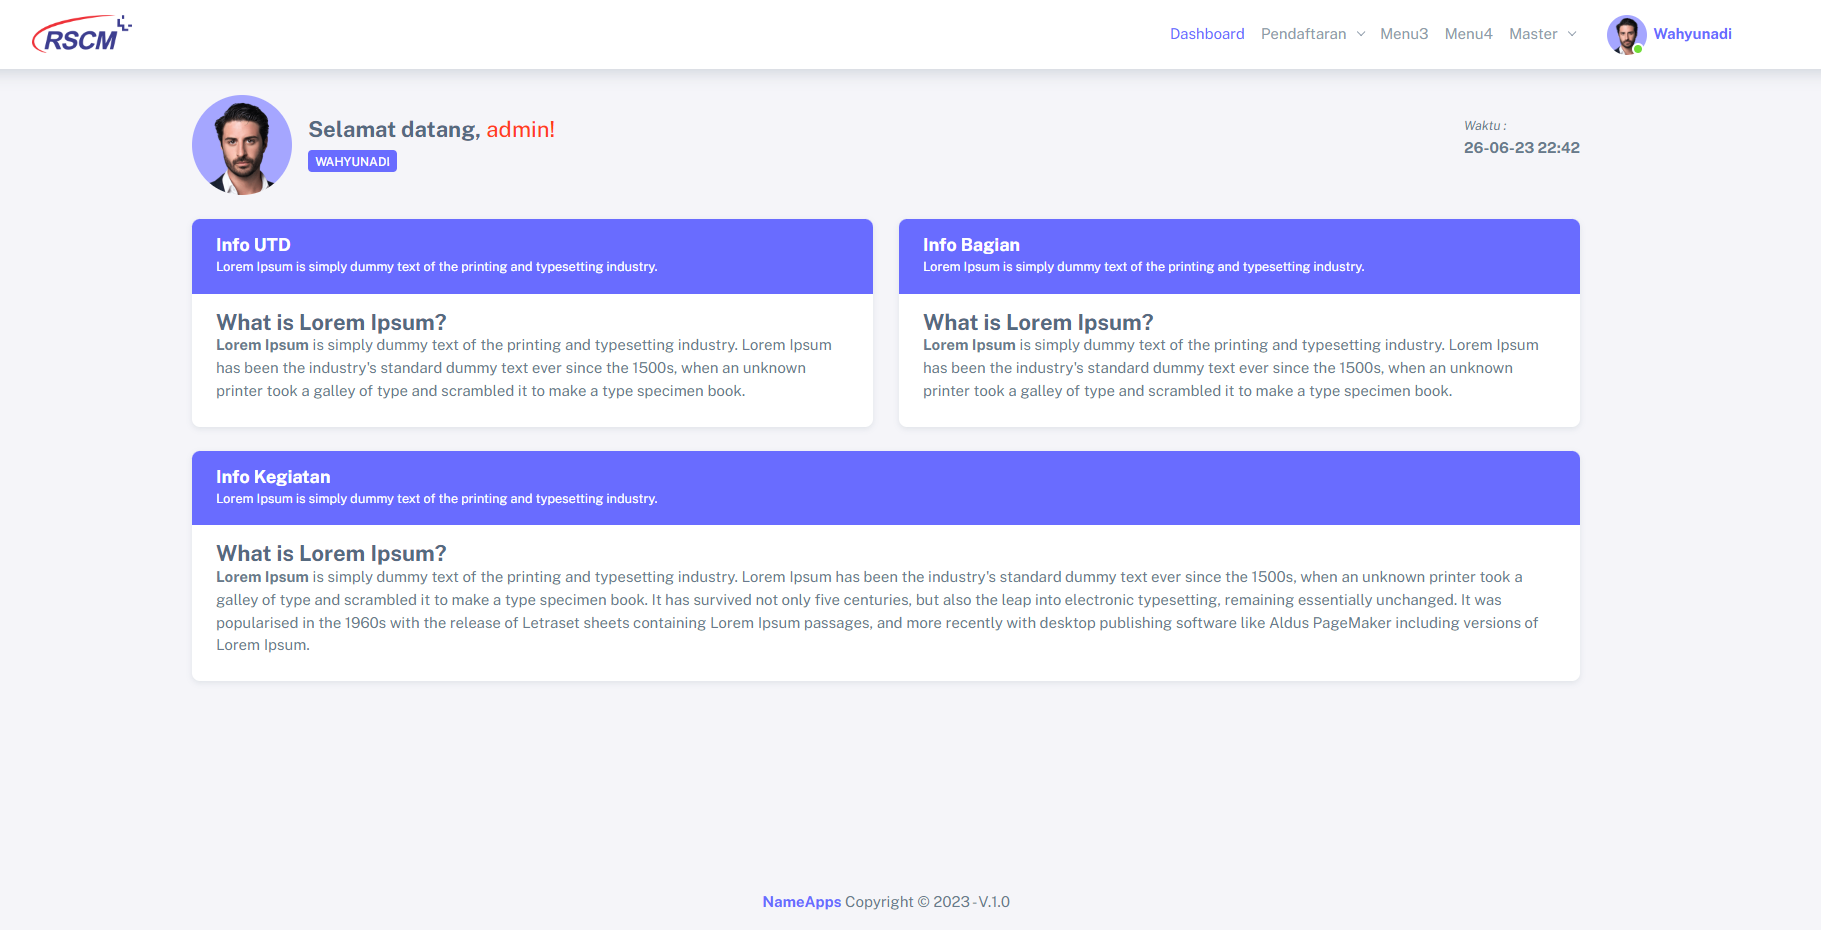 RSCM
Dashboard Pendaftaran Menu3 Menu4 Master Wahyunadi
Selamat datang, admin!
WAHYUNADI
Waktu :
26-06-23 22:42
Info UTD
Lorem Ipsum is simply dummy text of the printing and typesetting industry.
What is Lorem Ipsum?
Lorem Ipsum is simply dummy text of the printing and typesetting industry. Lorem Ipsum
has been the industry's standard dummy text ever since the 1500s, when an unknown
printer took a galley of type and scrambled it to make a type specimen book.
Info Bagian
Lorem Ipsum is simply dummy text of the printing and typesetting industry.
What is Lorem Ipsum?
Lorem Ipsum is simply dummy text of the printing and typesetting industry. Lorem Ipsum
has been the industry's standard dummy text ever since the 1500s, when an unknown
printer took a galley of type and scrambled it to make a type specimen book.
Info Kegiatan
Lorem Ipsum is simply dummy text of the printing and typesetting industry.
What is Lorem Ipsum?
Lorem Ipsum is simply dummy text of the printing and typesetting industry. Lorem Ipsum has been the industry's standard dummy text ever since the 1500s, when an unknown printer took a
galley of type and scrambled it to make a type specimen book. It has survived not only five centuries, but also the leap into electronic typesetting, remaining essentially unchanged. It was
popularised in the 1960s with the release of Letraset sheets containing Lorem Ipsum passages, and more recently with desktop publishing software like Aldus PageMaker including versions of
Lorem Ipsum.
NameApps Copyright © 2023 - V.1.0